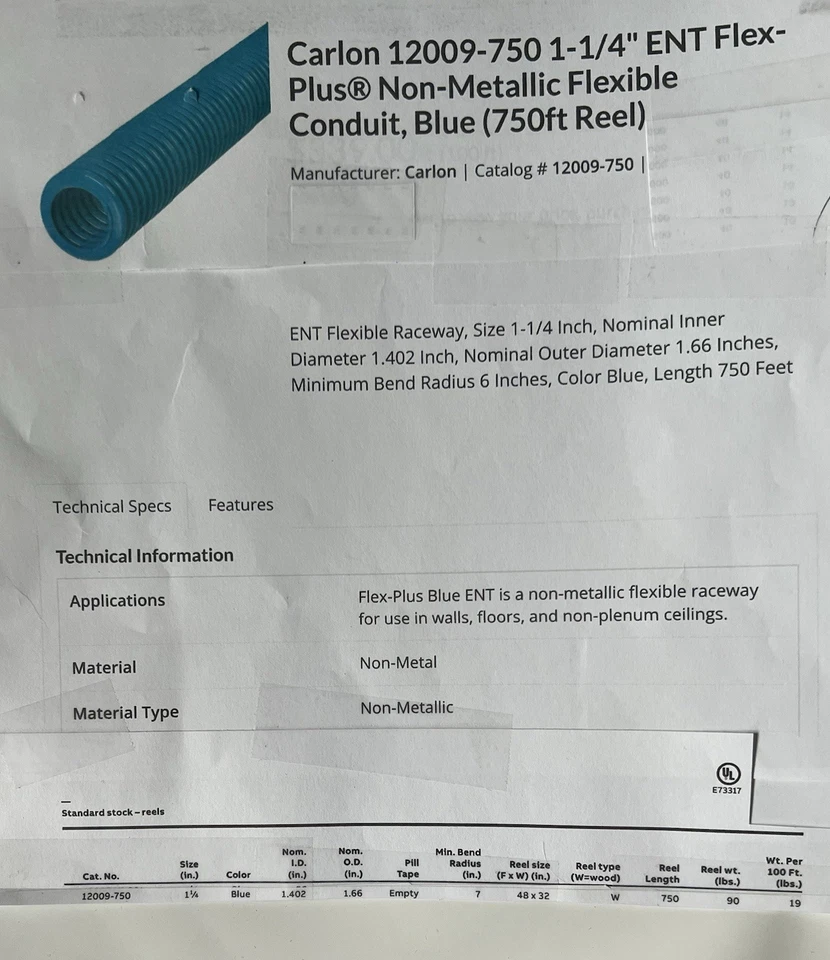 Carlon 12009-750 1-1/4" ENT Flex-
Plus® Non-Metallic Flexible
Conduit, Blue (750ft Reel)
Manufacturer: Carlon | Catalog # 12009-750 |
ENT Flexible Raceway, Size 1-1/4 Inch, Nominal Inner
Diameter 1.402 Inch, Nominal Outer Diameter 1.66 Inches,
Minimum Bend Radius 6 Inches, Color Blue, Length 750 Feet
Technical Specs Features
Technical Information
Applications Flex-Plus Blue ENT is a non-metallic flexible raceway
for use in walls, floors, and non-plenum ceilings.
Material Non-Metal
Material Type Non-Metallic
UL
E73317
Standard stock – reels
Cat. No. Size (in.) Color Nom. I.D. (in.) Nom. O.D. (in.) Pill Tape Min. Bend Radius (in.) Reel size (F x W) (in.) Reel type (W=wood) Reel Length Reel wt. (lbs.) Wt. Per 100 Ft. (lbs.)
12009-750 1¼ Blue 1.402 1.66 Empty 7 48 x 32 W 750 90 19